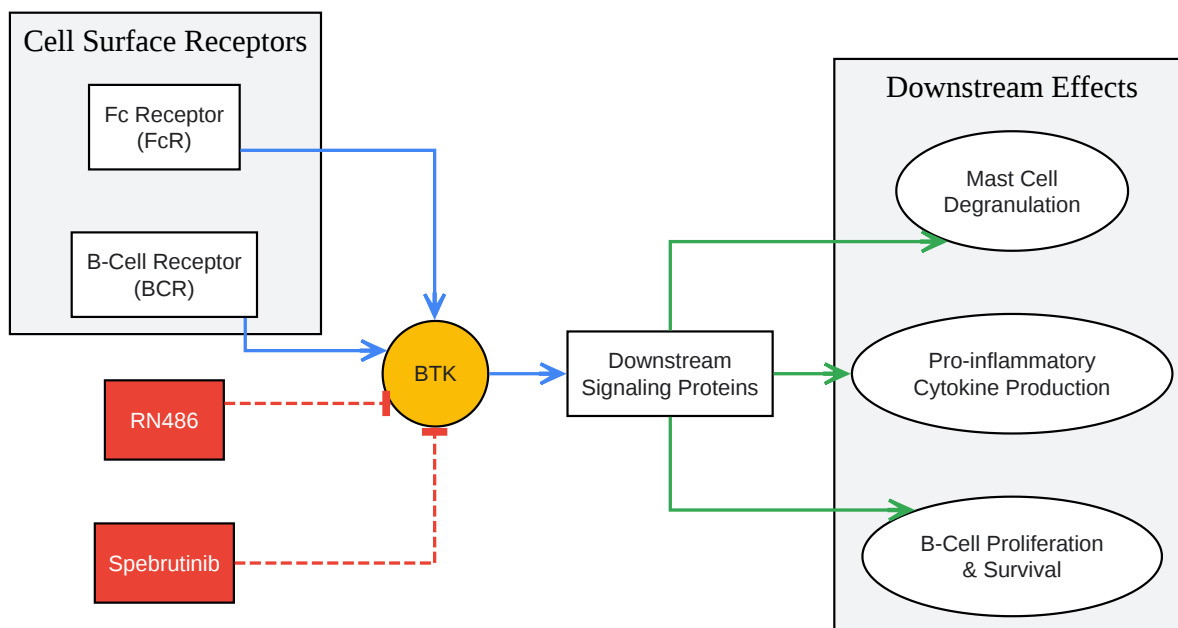 Cell Surface Receptors
Fc Receptor
(FcR)
B-Cell Receptor
(BCR)
RN486
Spebrutinib
BTK
Downstream
Signaling Proteins
Downstream Effects
Mast Cell
Degranulation
Pro-inflammatory
Cytokine Production
B-Cell Proliferation
& Survival